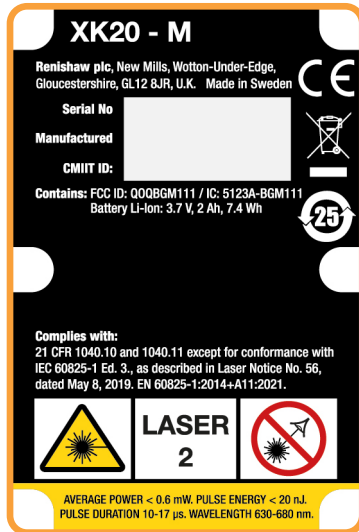 XK20 - M
Renishaw plc, New Mills, Wotton-Under-Edge,
Gloucestershire, GL12 8JR, U.K. Made in Sweden
CE
Serial No
Manufactured
CMIIT ID:
Contains: FCC ID: QOQBGM111 / IC: 5123A-BGM111
Battery Li-Ion: 3.7 V, 2 Ah, 7.4 Wh
25
Complies with:
21 CFR 1040.10 and 1040.11 except for conformance with
IEC 60825-1 Ed. 3., as described in Laser Notice No. 56,
dated May 8, 2019. EN 60825-1:2014+A11:2021.
LASER
2
AVERAGE POWER < 0.6 mW. PULSE ENERGY < 20 nJ.
PULSE DURATION 10-17 µs. WAVELENGTH 630-680 nm.